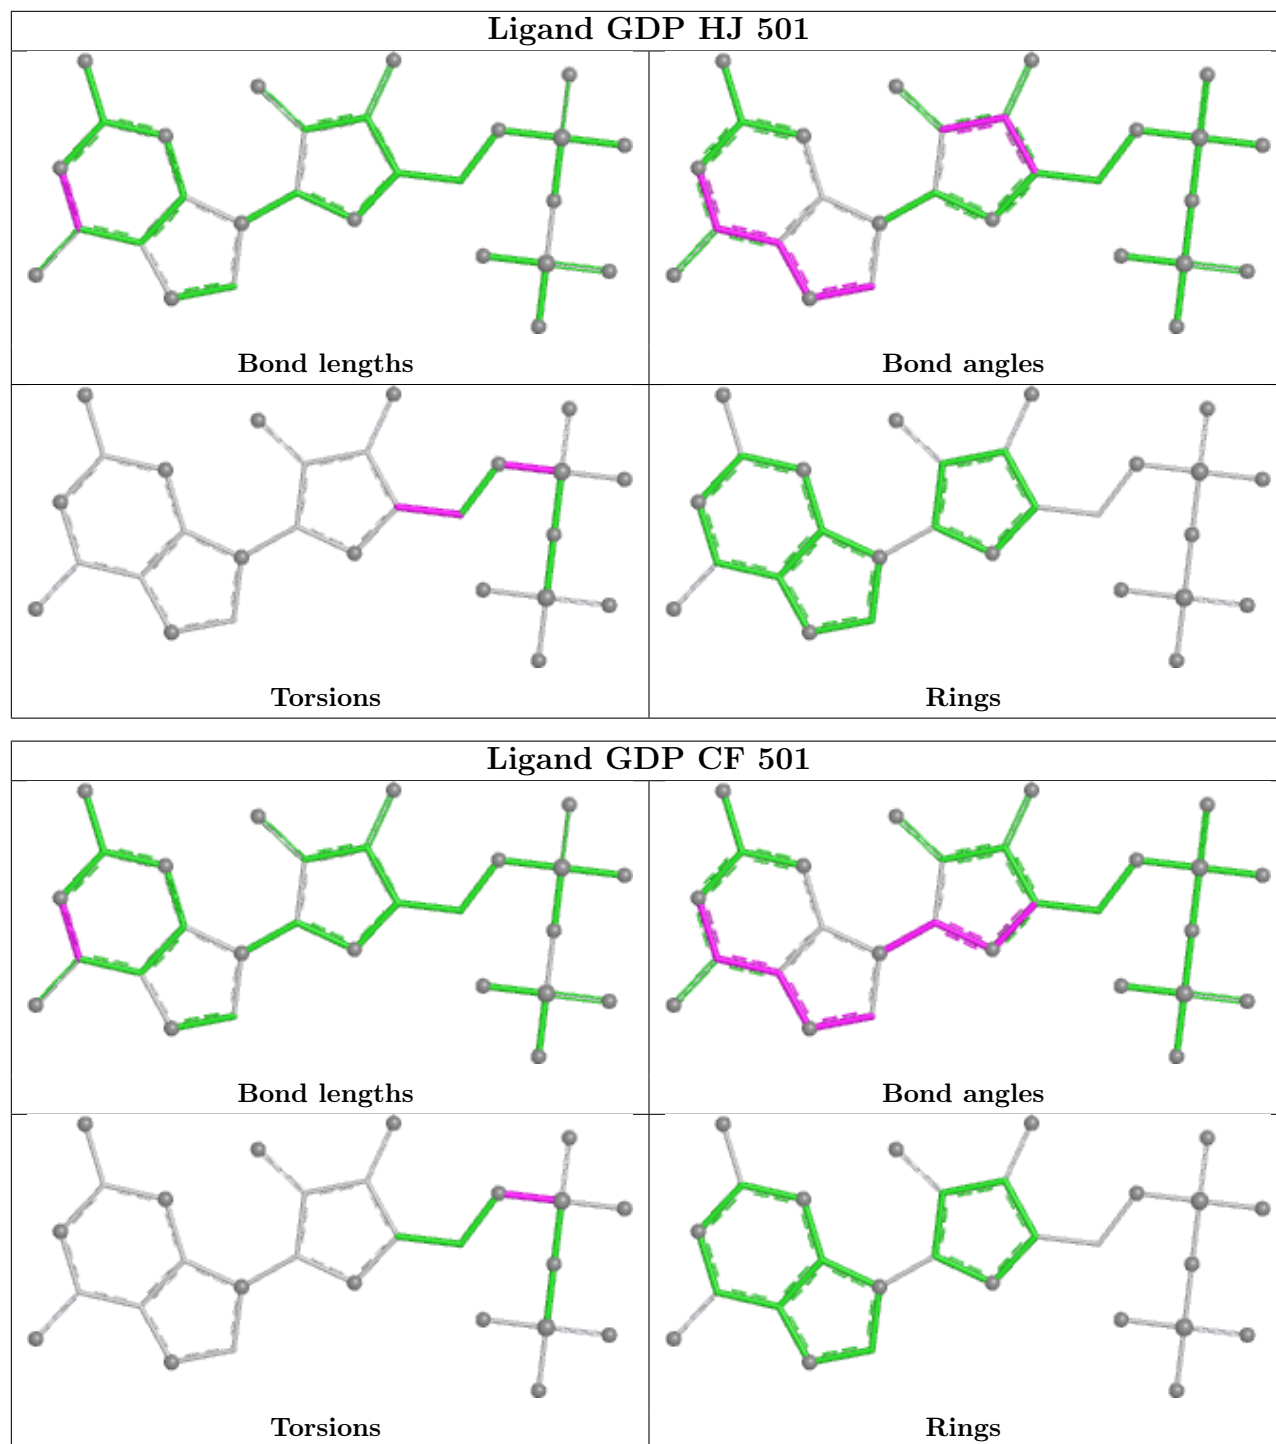 Ligand GDP HJ 501
Bond lengths
Bond angles
Torsions
Rings
Ligand GDP CF 501
Bond lengths
Bond angles
Torsions
Rings